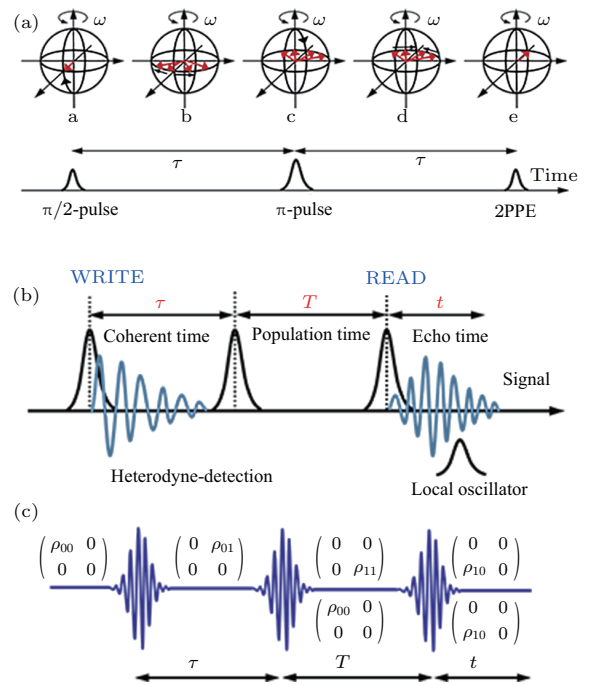 (a)
ω ω ω ω ω
a b c d e
τ τ
Time
π/2-pulse π-pulse 2PPE
WRITE READ
(b)
τ T t
Coherent time Population time Echo time
Signal
Heterodyne-detection
Local oscillator
(c)
ρ00 0 0 ρ01 0 0 0 0
0 0 0 0 0 ρ11 ρ10 0
ρ00 0 0 0
0 0 ρ10 0
τ T t